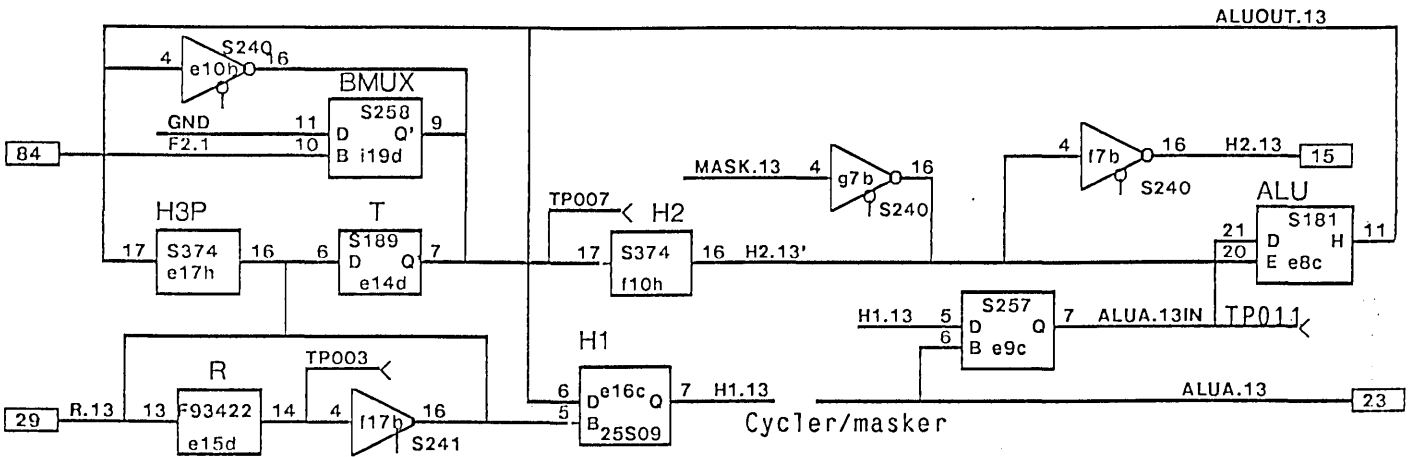 ALUOUT.13
S240
4 e10h 16
BMUX
S258
GND 11 D Q' 9
84 F2.1 10 B i19d
4 f7b 16 H2.13 15
S240
MASK.13 4 g7b 16
S240
TP007
H3P T H2 ALU
17 S374 16 6 S189 7
e17h D Q'
e14d
17 S374 16 H2.13'
f10h
S181
21 D H 11
20 E e8c
S257
H1.13 5 D Q 7 ALUA.13IN TP011
6 B e9c
H1
R TP003
29 R.13 13 F93422 14 4 f17b 16
e15d S241
6 D e16c Q 7 H1.13
5 B 25S09
ALUA.13 23
Cycler/masker